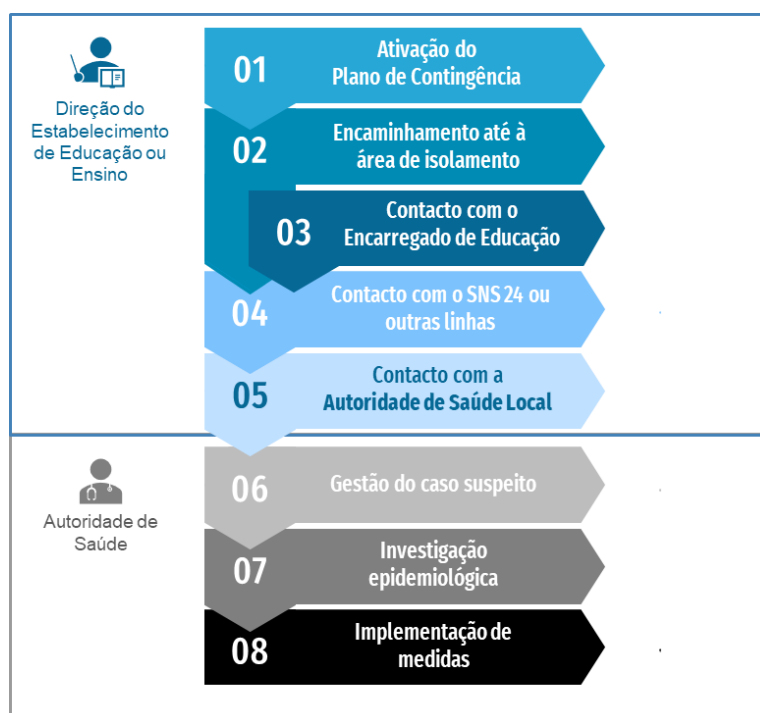 Direção do
Estabelecimento
de Educação ou
Ensino
01
Ativação do
Plano de Contingência
02
Encaminhamento até à
área de isolamento
03
Contacto com o
Encarregado de Educação
04
Contacto com o SNS 24 ou
outras linhas
05
Contacto com a
Autoridade de Saúde Local
Autoridade de
Saúde
06
Gestão do caso suspeito
07
Investigação
epidemiológica
08
Implementação de
medidas